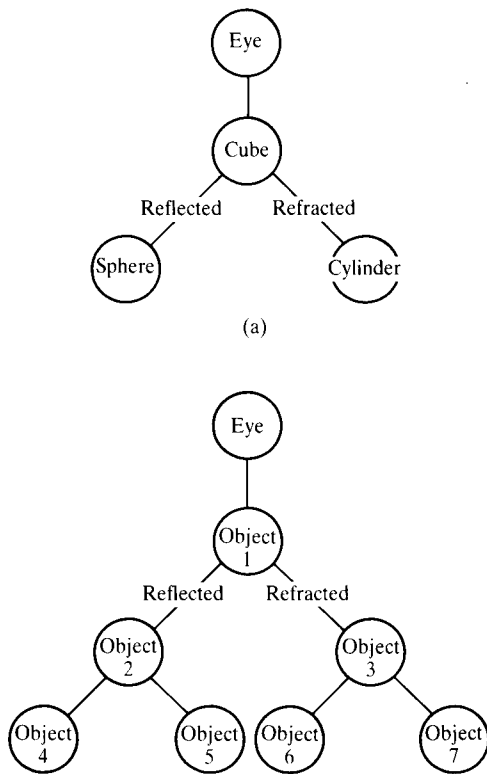 Eye
Cube
Reflected Refracted
Sphere Cylinder
(a)
Eye
Object
1
Reflected Refracted
Object
2
Object
3
Object
4
Object
5
Object
6
Object
7